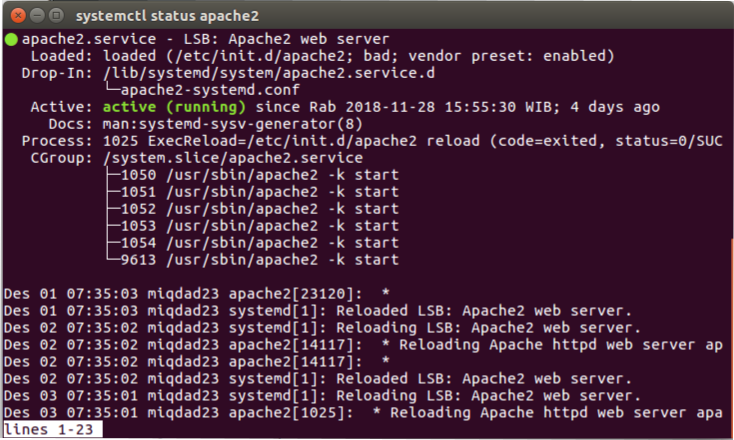 systemctl status apache2
● apache2.service - LSB: Apache2 web server
   Loaded: loaded (/etc/init.d/apache2; bad; vendor preset: enabled)
  Drop-In: /lib/systemd/system/apache2.service.d
           └─apache2-systemd.conf
   Active: active (running) since Rab 2018-11-28 15:55:30 WIB; 4 days ago
     Docs: man:systemd-sysv-generator(8)
  Process: 1025 ExecReload=/etc/init.d/apache2 reload (code=exited, status=0/SUC
   CGroup: /system.slice/apache2.service
           ├─1050 /usr/sbin/apache2 -k start
           ├─1051 /usr/sbin/apache2 -k start
           ├─1052 /usr/sbin/apache2 -k start
           ├─1053 /usr/sbin/apache2 -k start
           ├─1054 /usr/sbin/apache2 -k start
           └─9613 /usr/sbin/apache2 -k start

Des 01 07:35:03 miqdad23 apache2[23120]:  *
Des 01 07:35:03 miqdad23 systemd[1]: Reloaded LSB: Apache2 web server.
Des 02 07:35:02 miqdad23 systemd[1]: Reloading LSB: Apache2 web server.
Des 02 07:35:02 miqdad23 apache2[14117]:  * Reloading Apache httpd web server ap
Des 02 07:35:02 miqdad23 apache2[14117]:  *
Des 02 07:35:02 miqdad23 systemd[1]: Reloaded LSB: Apache2 web server.
Des 03 07:35:01 miqdad23 systemd[1]: Reloading LSB: Apache2 web server.
Des 03 07:35:01 miqdad23 apache2[1025]:  * Reloading Apache httpd web server apa
lines 1-23